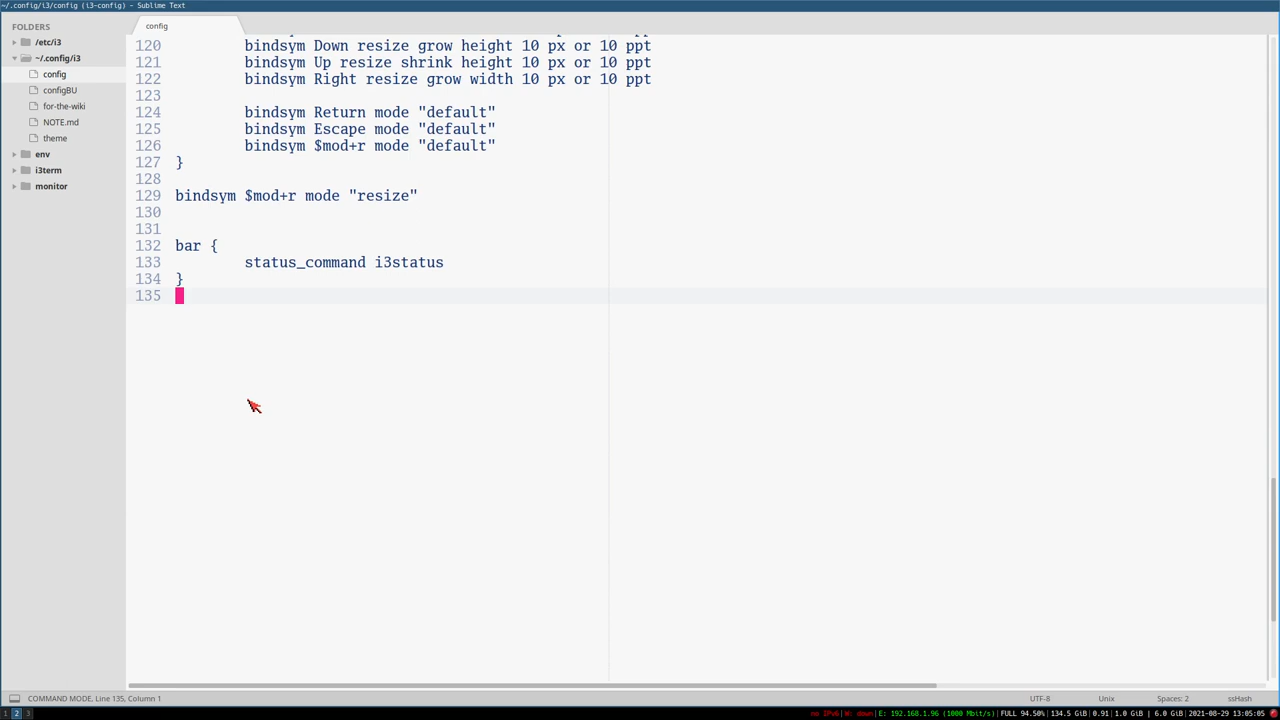 ~/.config/i3/config (i3-config) - Sublime Text
FOLDERS
/etc/i3
~/.config/i3
config
configBU
for-the-wiki
NOTE.md
theme
env
i3term
monitor
config
120 bindsym Down resize grow height 10 px or 10 ppt
121 bindsym Up resize shrink height 10 px or 10 ppt
122 bindsym Right resize grow width 10 px or 10 ppt
123
124 bindsym Return mode "default"
125 bindsym Escape mode "default"
126 bindsym $mod+r mode "default"
127 }
128
129 bindsym $mod+r mode "resize"
130
131
132 bar {
133 status_command i3status
134 }
135
COMMAND MODE, Line 135, Column 1 UTF-8 Unix Spaces: 2 ssHash
1 2 3 no IPv6|W: down|E: 192.168.1.96 (1000 Mbit/s)|FULL 94.50%|134.5 GiB|0.91|1.0 GiB | 6.0 GiB|2021-08-29 13:05:05